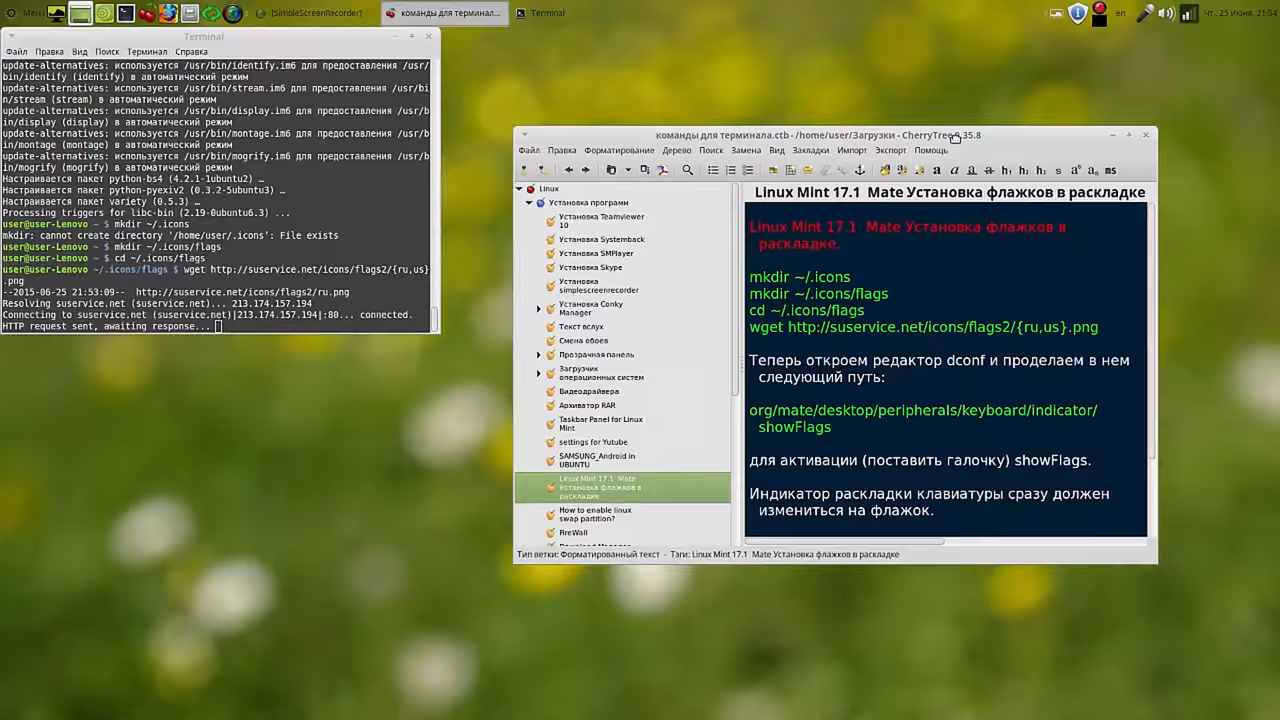 Menu
[SimpleScreenRecorder]
команды для терминал...
Terminal
en
Чт. 25 июня, 21:54
Terminal
Файл Правка Вид Поиск Терминал Справка
update-alternatives: используется /usr/bin/identify.im6 для предоставления /usr/
bin/identify (identify) в автоматический режим
update-alternatives: используется /usr/bin/stream.im6 для предоставления /usr/bi
n/stream (stream) в автоматический режим
update-alternatives: используется /usr/bin/display.im6 для предоставления /usr/b
in/display (display) в автоматический режим
update-alternatives: используется /usr/bin/montage.im6 для предоставления /usr/b
in/montage (montage) в автоматический режим
update-alternatives: используется /usr/bin/mogrify.im6 для предоставления /usr/b
in/mogrify (mogrify) в автоматический режим
Настраивается пакет python-bs4 (4.2.1-1ubuntu2) …
Настраивается пакет python-pyexiv2 (0.3.2-5ubuntu3) …
Настраивается пакет variety (0.5.3) …
Processing triggers for libc-bin (2.19-0ubuntu6.3) ...
user@user-Lenovo ~ $ mkdir ~/.icons
mkdir: cannot create directory ‘/home/user/.icons’: File exists
user@user-Lenovo ~ $ mkdir ~/.icons/flags
user@user-Lenovo ~ $ cd ~/.icons/flags
user@user-Lenovo ~/.icons/flags $ wget http://suservice.net/icons/flags2/{ru,us}
.png
--2015-06-25 21:53:09-- http://suservice.net/icons/flags2/ru.png
Resolving suservice.net (suservice.net)... 213.174.157.194
Connecting to suservice.net (suservice.net)|213.174.157.194|:80... connected.
HTTP request sent, awaiting response...
команды для терминала.ctb - /home/user/Загрузки - CherryTree 0.35.8
Файл Правка Форматирование Дерево Поиск Замена Вид Закладки Импорт Экспорт Помощь
a a a a h₁ h₂ h₃ s aˢ aₛ ms
Linux
Установка программ
Установка Teamviewer
10
Установка Systemback
Установка SMPlayer
Установка Skype
Установка
simplescreenrecorder
Установки Conky
Manager
Текст вслух
Смена обоев
Прозрачная панель
Загрузчик
операционных систем
Видеодрайвера
Архиватор RAR
Taskbar Panel for Linux
Mint
settings for Yutube
SAMSUNG_Android in
UBUNTU
Linux Mint 17.1 Mate
Установка флажков в
раскладке
How to enable linux
swap partition?
FireWall
Linux Mint 17.1 Mate Установка флажков в раскладке
Linux Mint 17.1 Mate Установка флажков в
раскладке.
mkdir ~/.icons
mkdir ~/.icons/flags
cd ~/.icons/flags
wget http://suservice.net/icons/flags2/{ru,us}.png
Теперь откроем редактор dconf и проделаем в нем
следующий путь:
org/mate/desktop/peripherals/keyboard/indicator/
showFlags
для активации (поставить галочку) showFlags.
Индикатор раскладки клавиатуры сразу должен
измениться на флажок.
Тип ветки: Форматированный текст - Тэги: Linux Mint 17.1 Mate Установка флажков в раскладке